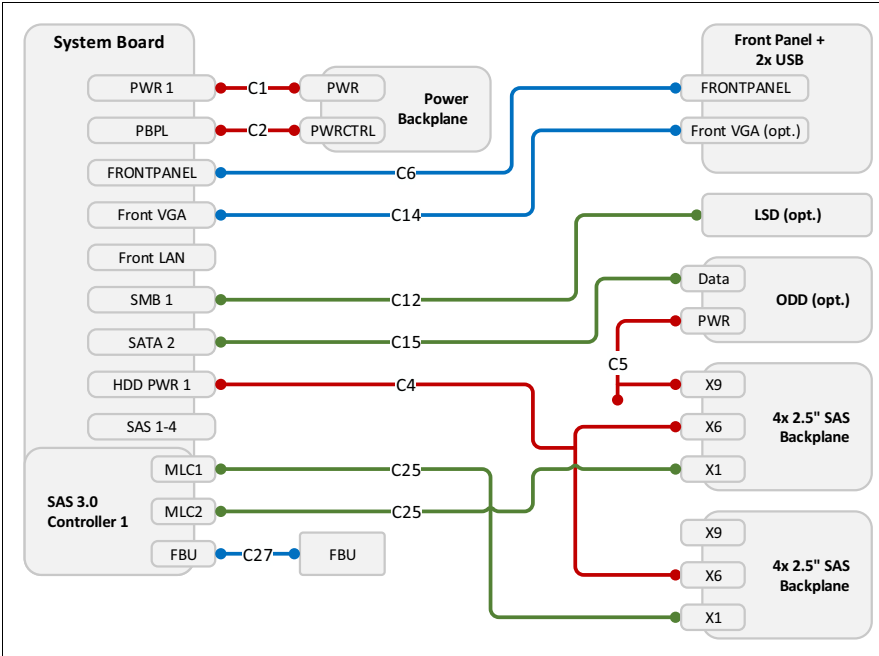 System Board
PWR 1
PBPL
FRONTPANEL
Front VGA
Front LAN
SMB 1
SATA 2
HDD PWR 1
SAS 1-4
SAS 3.0
Controller 1
MLC1
MLC2
FBU
C1
C2
C6
C14
C12
C15
C4
C25
C25
C27
PWR
PWRCTRL
Power
Backplane
FBU
Front Panel +
2x USB
FRONTPANEL
Front VGA (opt.)
LSD (opt.)
Data
PWR
ODD (opt.)
C5
X9
X6
X1
4x 2.5" SAS
Backplane
X9
X6
X1
4x 2.5" SAS
Backplane